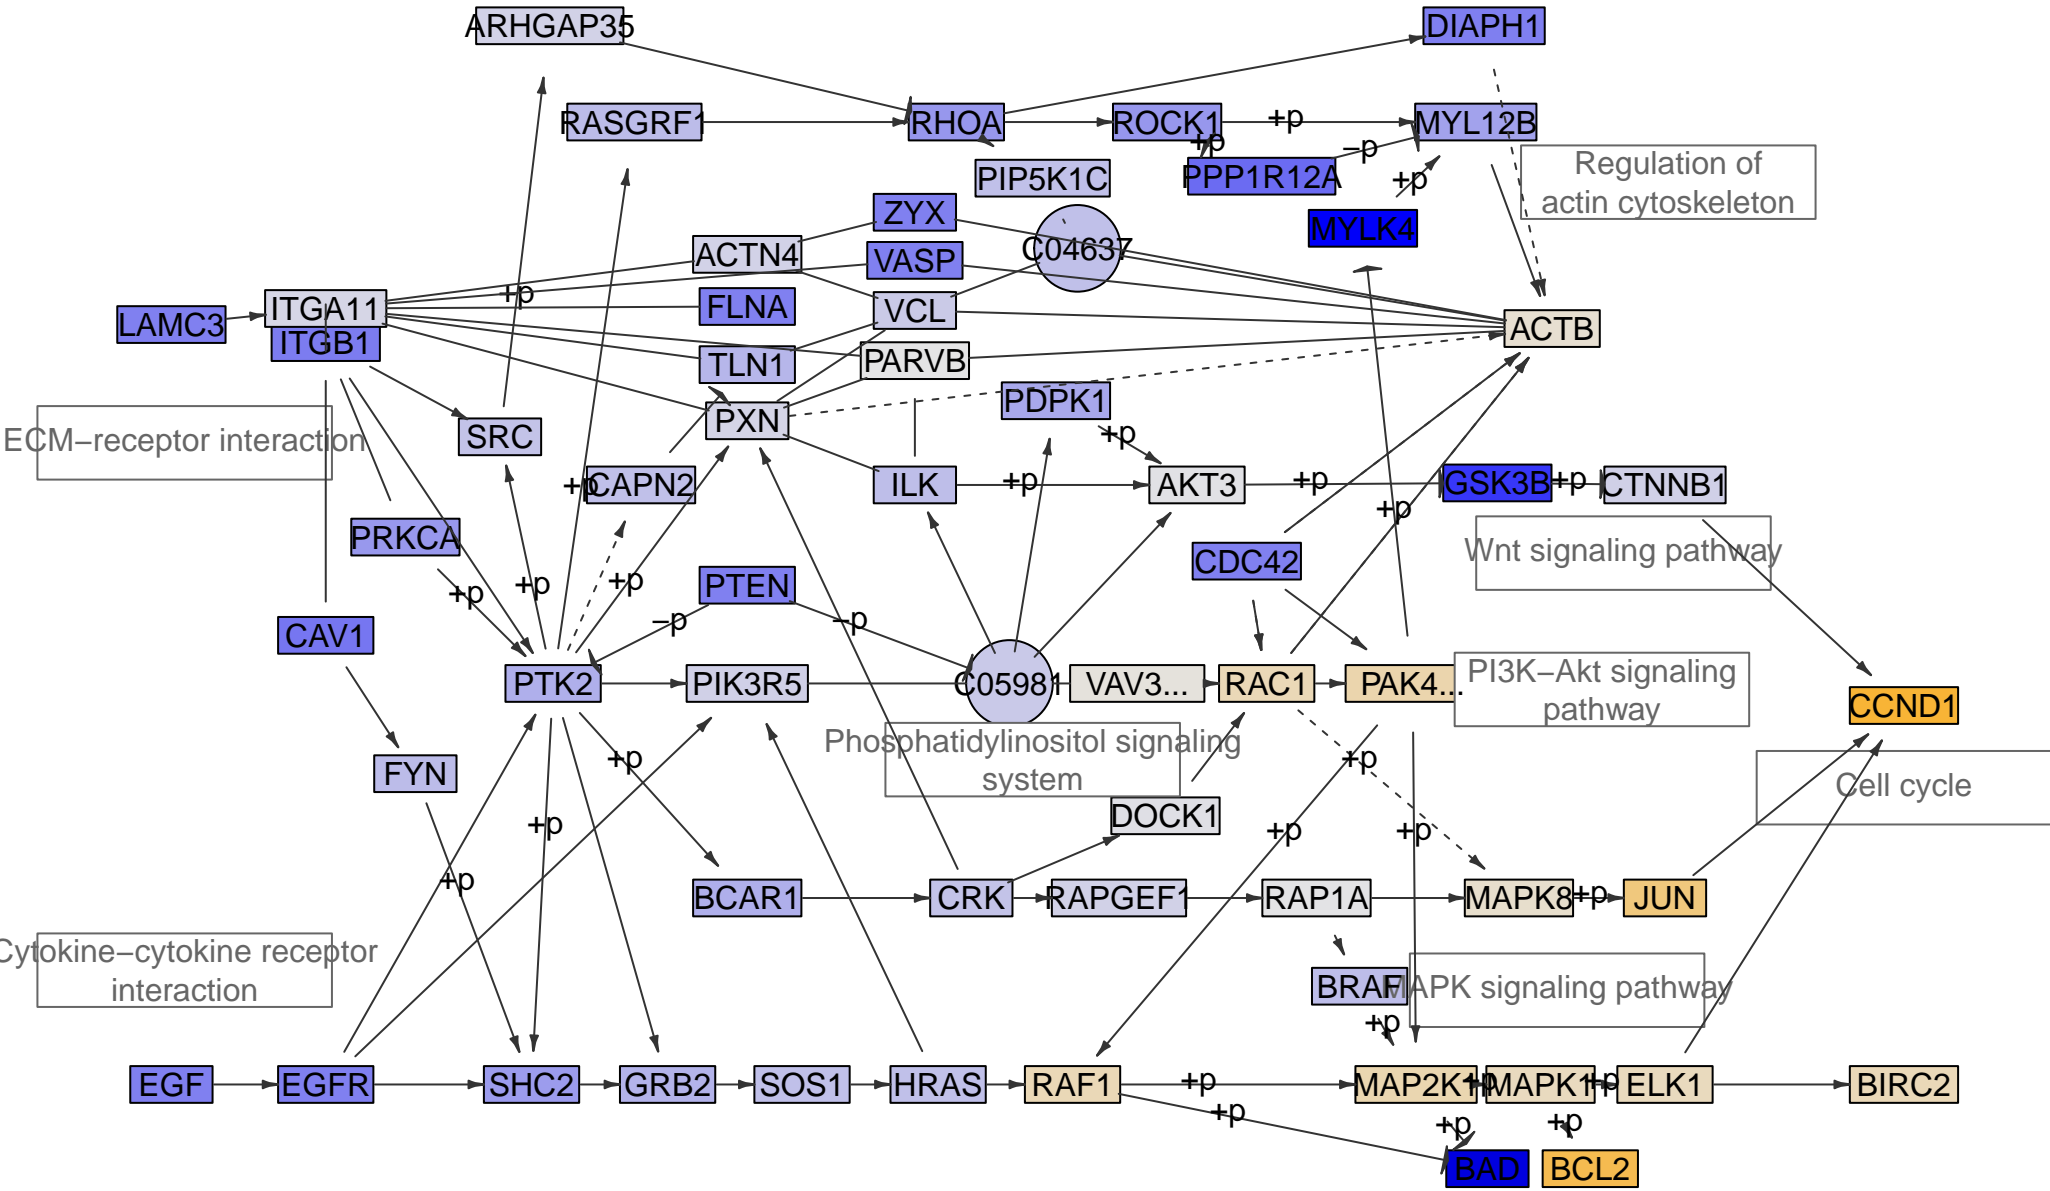 ARHGAP35
DIAPH1
RASGRF1
RHOA
ROCK1
+p
MYL12B
+p
–p
PIP5K1C
PPP1R12A
+p
Regulation of
actin cytoskeleton
ZYX
MYLK4
ACTN4
C04637
VASP
+p
ITGA11
FLNA
VCL
LAMC3
ITGB1
ACTB
TLN1
PARVB
PDPK1
PXN
+p
ECM–receptor interaction
SRC
+p
CAPN2
ILK
+p
AKT3
+p
GSK3B
+p
CTNNB1
+p
PRKCA
Wnt signaling pathway
CDC42
+p
+p
+p
PTEN
–p
–p
CAV1
PTK2
PIK3R5
C05981
VAV3...
RAC1
PAK4...
PI3K–Akt signaling
pathway
CCND1
Phosphatidylinositol signaling
system
+p
+p
FYN
Cell cycle
DOCK1
+p
+p
+p
+p
BCAR1
CRK
RAPGEF1
RAP1A
MAPK8
+p
JUN
Cytokine–cytokine receptor
interaction
BRAF
MAPK signaling pathway
+p
EGF
EGFR
SHC2
GRB2
SOS1
HRAS
RAF1
+p
MAP2K1
+p
MAPK1
+p
ELK1
BIRC2
+p
+p
+p
BAD
BCL2